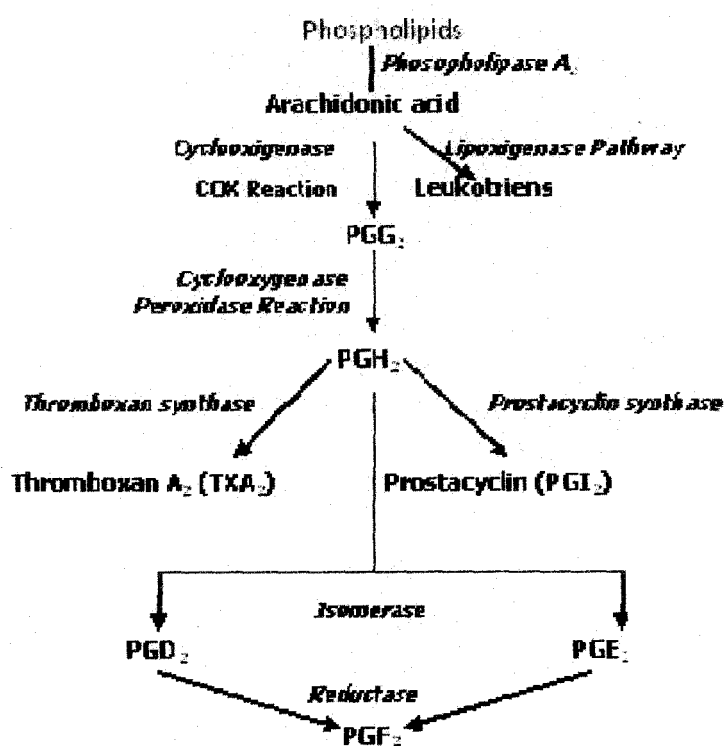 Phospholipids
Phosopholipase A₂
Arachidonic acid
Cyclooxigenase
Lipoxigenase Pathway
COX Reaction
Leukotriens
PGG₂
Cyclooxygenase
Peroxidase Reaction
PGH₂
Thromboxan synthase
Prostacyclin synthase
Thromboxan A₂ (TXA₂)
Prostacyclin (PGI₂)
Isomerase
PGD₂
PGE₂
Reductase
PGF₂